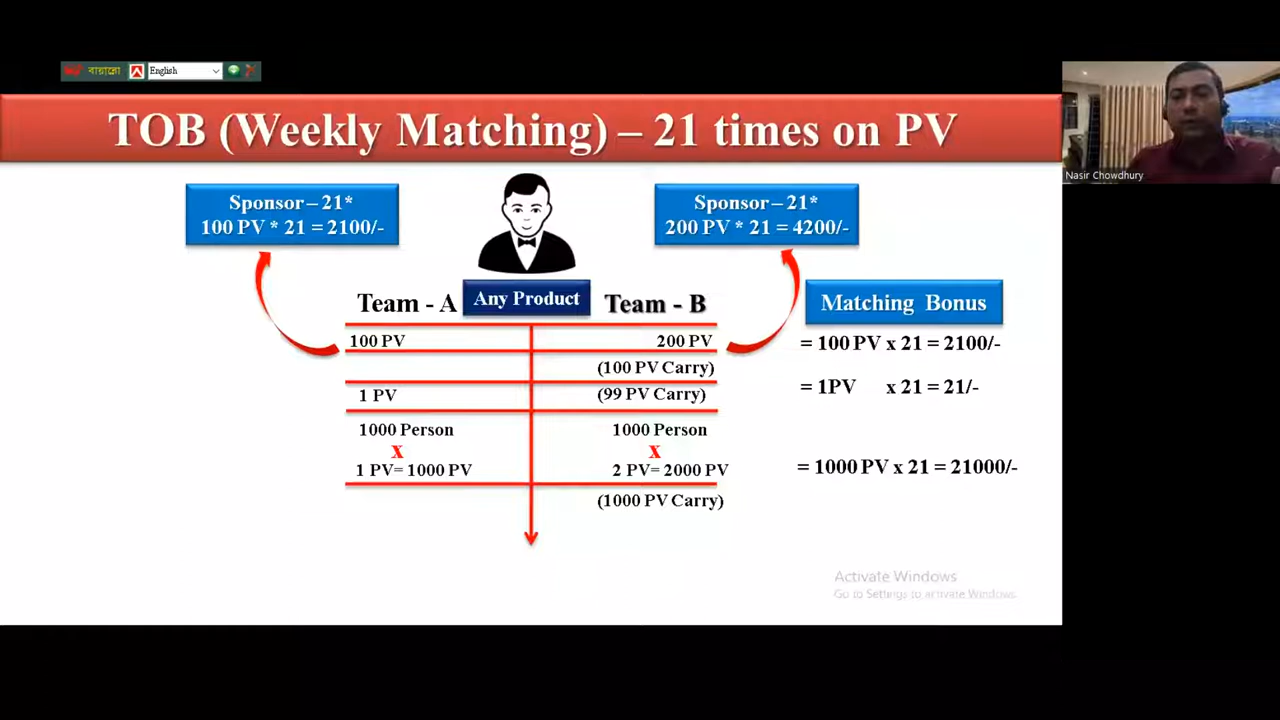 বায়ান্নো English
TOB (Weekly Matching) – 21 times on PV
Nasir Chowdhury
Sponsor – 21*
100 PV * 21 = 2100/-
Sponsor – 21*
200 PV * 21 = 4200/-
Team - A
Any Product
Team - B
Matching Bonus
100 PV
200 PV
= 100 PV x 21 = 2100/-
(100 PV Carry)
1 PV
(99 PV Carry)
= 1PV x 21 = 21/-
1000 Person
1000 Person
x
x
1 PV= 1000 PV
2 PV= 2000 PV
= 1000 PV x 21 = 21000/-
(1000 PV Carry)
Activate Windows
Go to Settings to activate Windows.